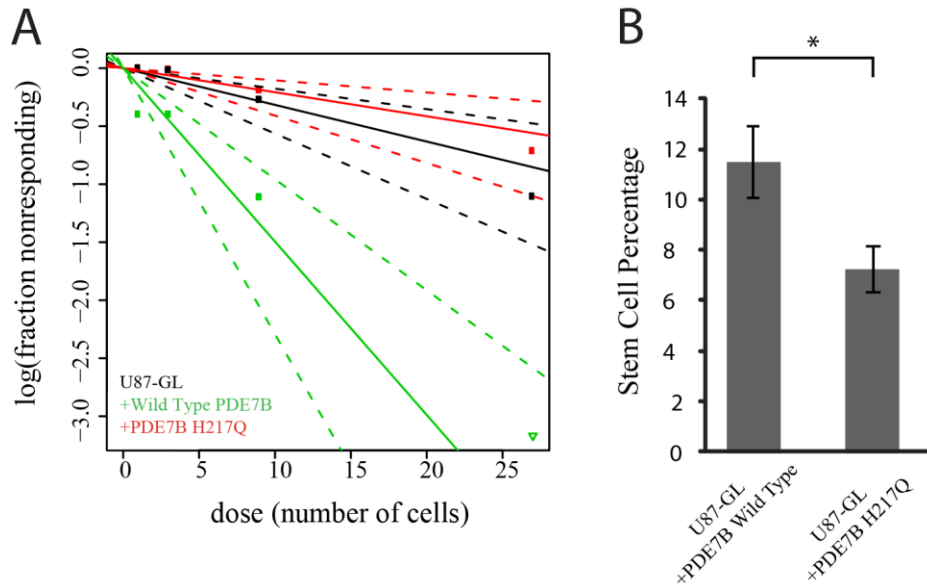 A
log(fraction nonresponding)
0.0
−0.5
−1.0
−1.5
−2.0
−2.5
−3.0
U87-GL
+Wild Type PDE7B
+PDE7B H217Q
0 5 10 15 20 25
dose (number of cells)
B
*
Stem Cell Percentage
14
12
10
8
6
4
2
0
U87-GL
+PDE7B Wild Type
U87-GL
+PDE7B H217Q